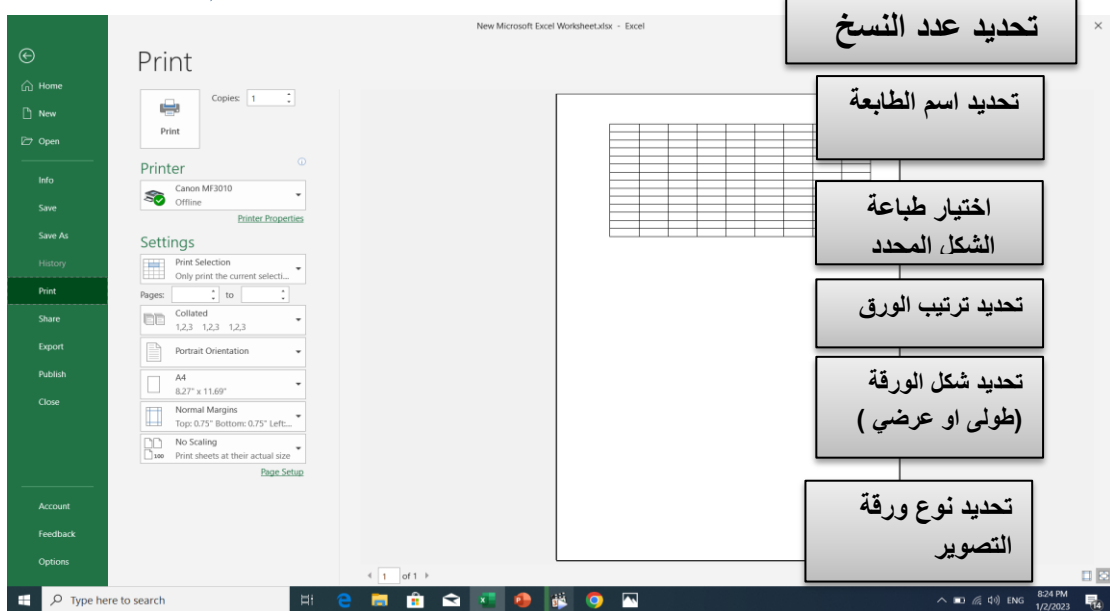 New Microsoft Excel Worksheet.xlsx - Excel
Home
New
Open
Info
Save
Save As
History
Print
Share
Export
Publish
Close
Account
Feedback
Options
Print
Print
Copies: 1
Printer
Canon MF3010
Offline
Printer Properties
Settings
Print Selection
Only print the current selecti...
Pages: to
Collated
1,2,3 1,2,3 1,2,3
Portrait Orientation
A4
8.27" x 11.69"
Normal Margins
Top: 0.75" Bottom: 0.75" Left:...
No Scaling
100 Print sheets at their actual size
Page Setup
1 of 1
تحديد عدد النسخ
تحديد اسم الطابعة
اختيار طباعة
الشكل المحدد
تحديد ترتيب الورق
تحديد شكل الورقة
(طولى او عرضي )
تحديد نوع ورقة
التصوير
Type here to search
ENG
8:24 PM
1/2/2023
14